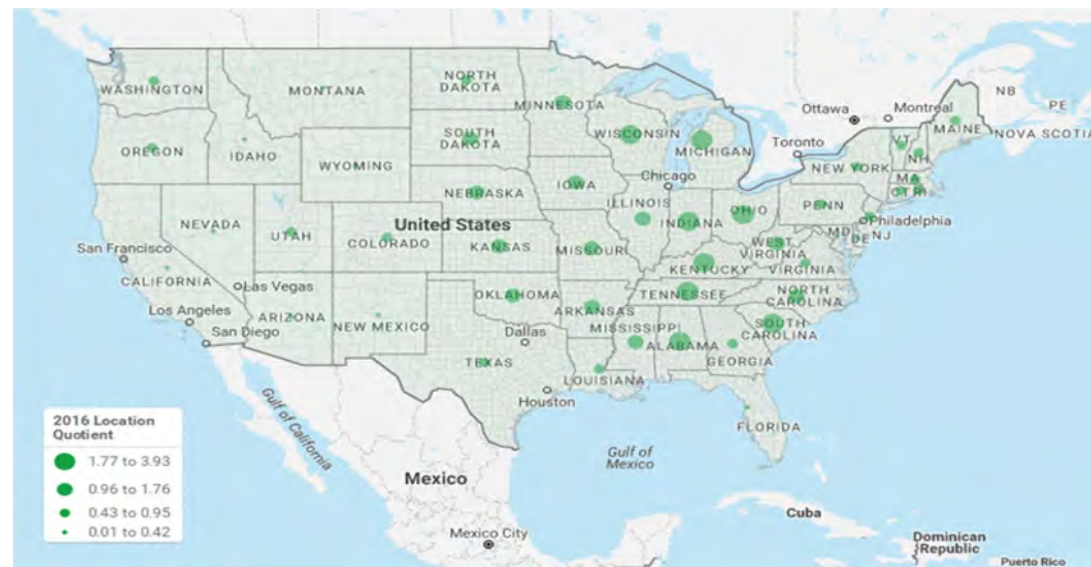 NB
PE
Ottawa
Montreal
WASHINGTON
MONTANA
NORTH
DAKOTA
MINNESOTA
MAINE
NOVA SCOTIA
VT
NH
WISCONSIN
MICHIGAN
Toronto
OREGON
IDAHO
SOUTH
DAKOTA
WYOMING
NEW YORK
MA
CT RI
Chicago
IOWA
NEBRASKA
ILLINOIS
INDIANA
OHIO
PENN
Philadelphia
MD
DE
NJ
United States
NEVADA
UTAH
COLORADO
KANSAS
MISSOURI
WEST
VIRGINIA
VIRGINIA
KENTUCKY
San Francisco
CALIFORNIA
Las Vegas
TENNESSEE
NORTH
CAROLINA
OKLAHOMA
ARKANSAS
Los Angeles
ARIZONA
NEW MEXICO
San Diego
Dallas
MISSISSIPPI
ALABAMA
SOUTH
CAROLINA
GEORGIA
TEXAS
LOUISIANA
Houston
FLORIDA
Gulf of California
Gulf of
Mexico
Mexico
Mexico City
Cuba
Dominican
Republic
Puerto Rico
2016 Location
Quotient
1.77 to 3.93
0.96 to 1.76
0.43 to 0.95
0.01 to 0.42